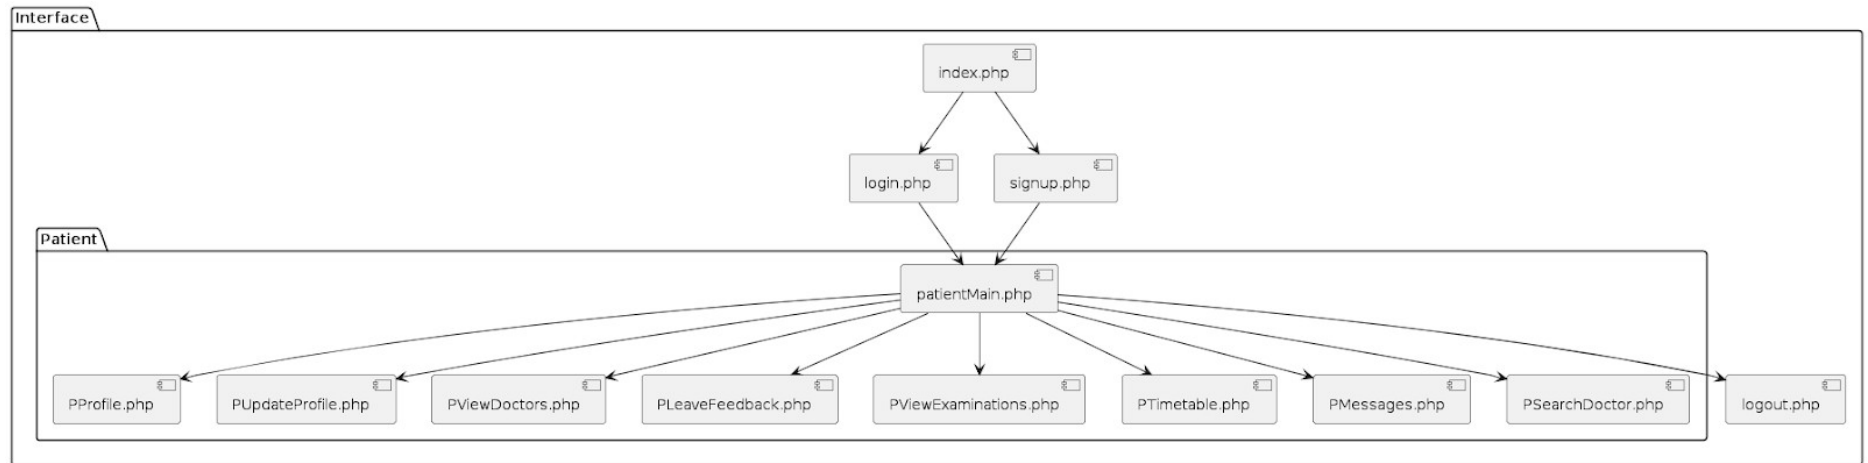 Interface
index.php
login.php
signup.php
Patient
patientMain.php
PProfile.php
PUpdateProfile.php
PViewDoctors.php
PLeaveFeedback.php
PViewExaminations.php
PTimetable.php
PMessages.php
PSearchDoctor.php
logout.php